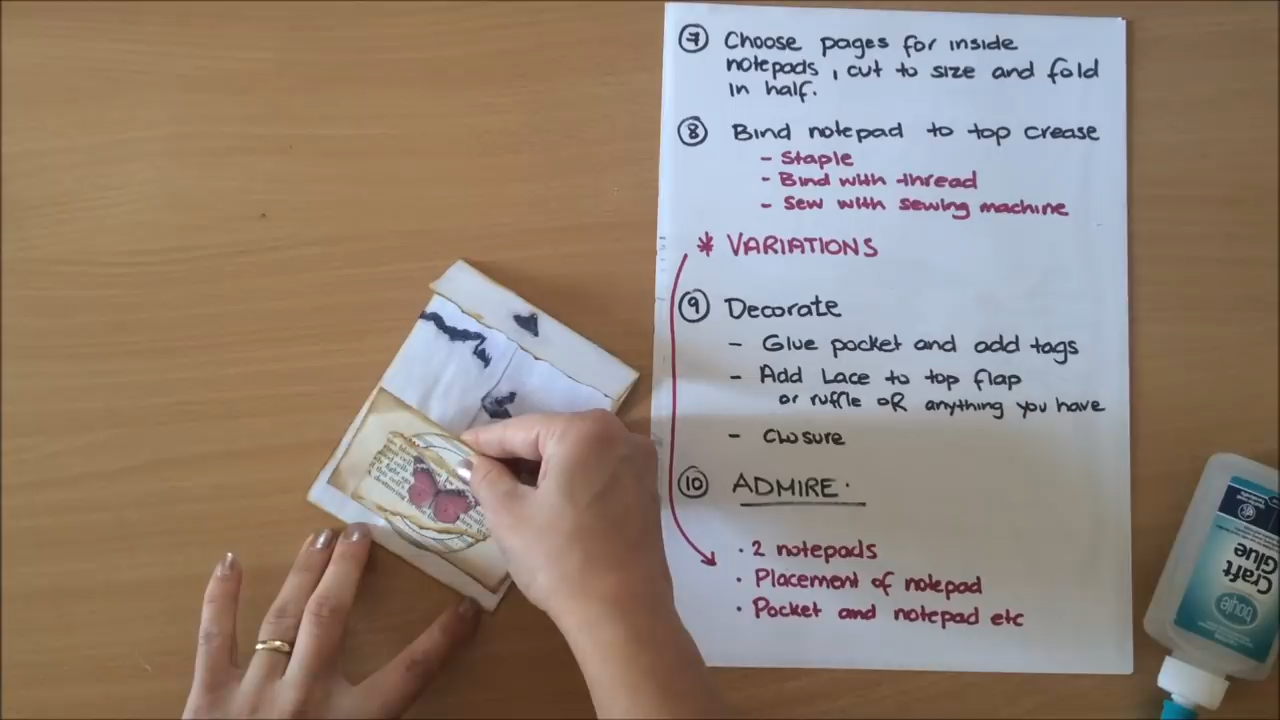 7 Choose pages for inside
notepads, cut to size and fold
in half.
8 Bind notepad to top crease
- Staple
- Bind with thread
- Sew with sewing machine
* VARIATIONS
9 Decorate
- Glue pocket and add tags
- Add Lace to top flap
or ruffle OR anything you have
- Closure
10 ADMIRE.
· 2 notepads
· Placement of notepad
· Pocket and notepad etc
Craft
Glue
boyle